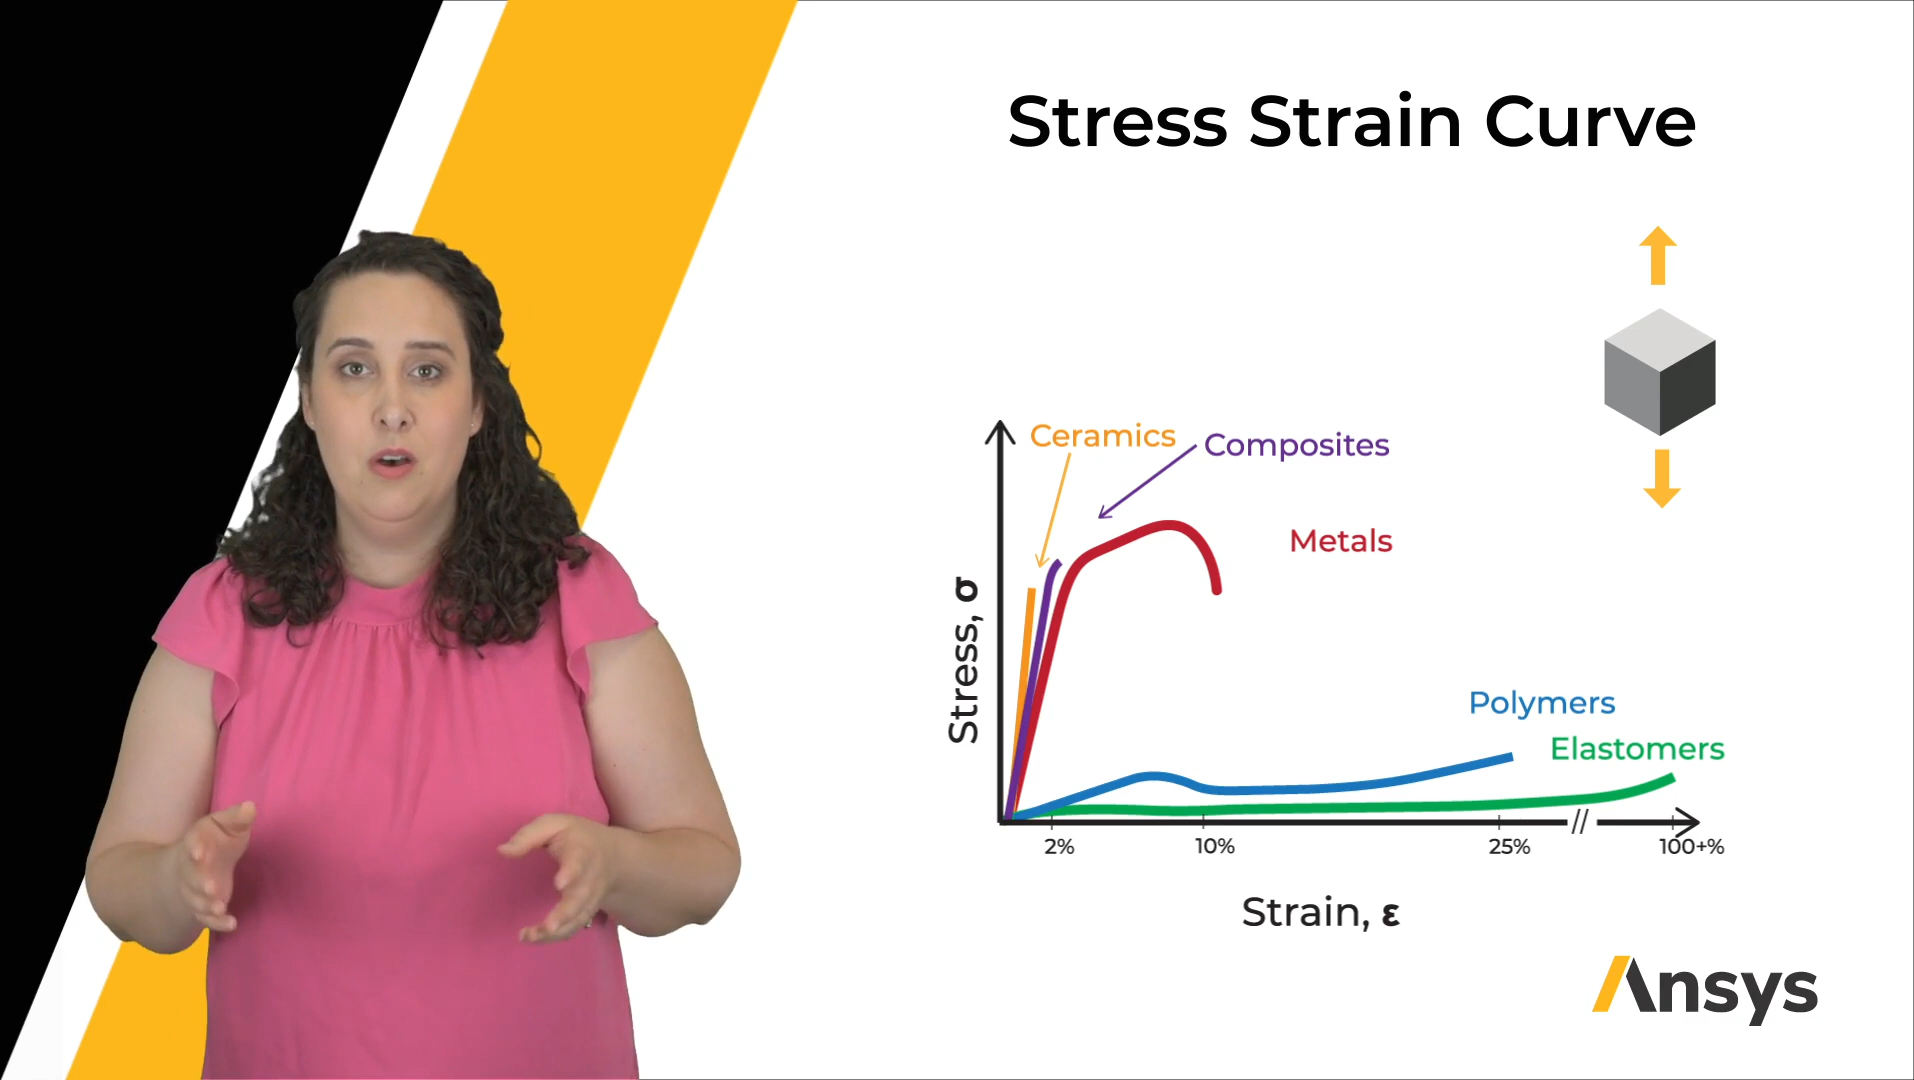 Stress Strain Curve
Ceramics
Composites
Metals
Stress, σ
Polymers
Elastomers
2%
10%
25%
//
100+%
Strain, ε
Ansys